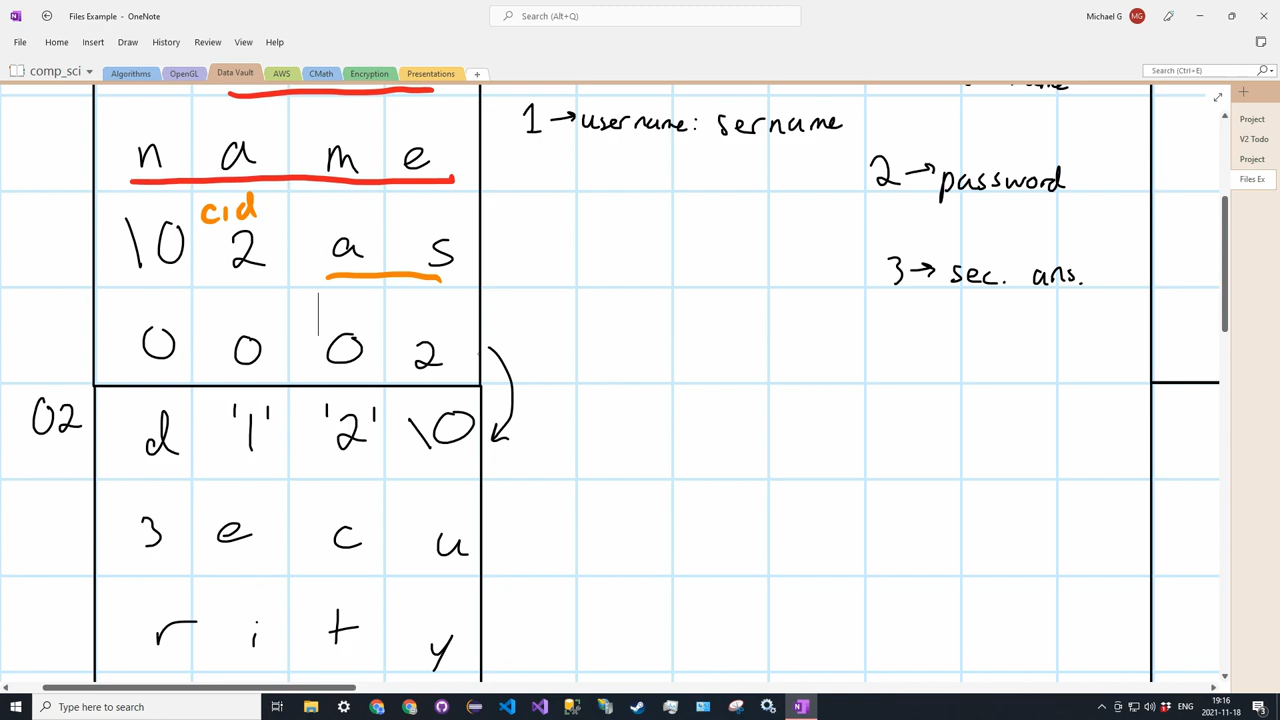 Files Example - OneNote
Search (Alt+Q)
Michael G
MG
File Home Insert Draw History Review View Help
comp_sci
Algorithms OpenGL Data Vault AWS CMath Encryption Presentations +
Search (Ctrl+E)
Project
V2 Todo
Project
Files Ex
1 → username: sername
n a m e
2 → password
cid
\0 2 a s
3 → sec. ans.
0 0 0 2
02 d '1' '2' \0
3 e c u
r i t y
Type here to search
ENG
19:16
2021-11-18